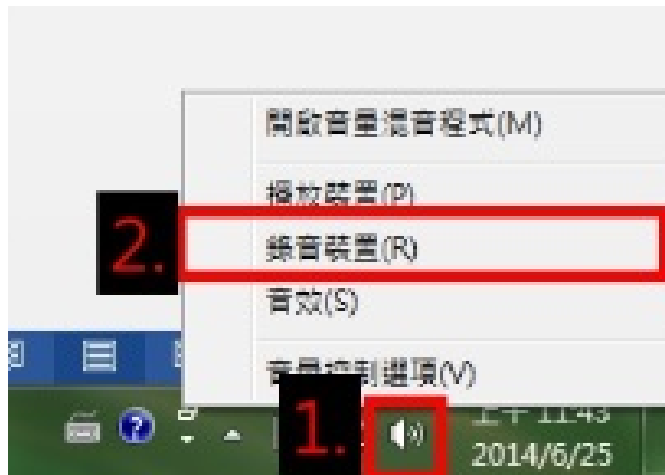 開啟音量混音程式(M)
播放裝置(P)
2.
錄音裝置(R)
音效(S)
音量控制選項(V)
1.
上午 11:43
2014/6/25